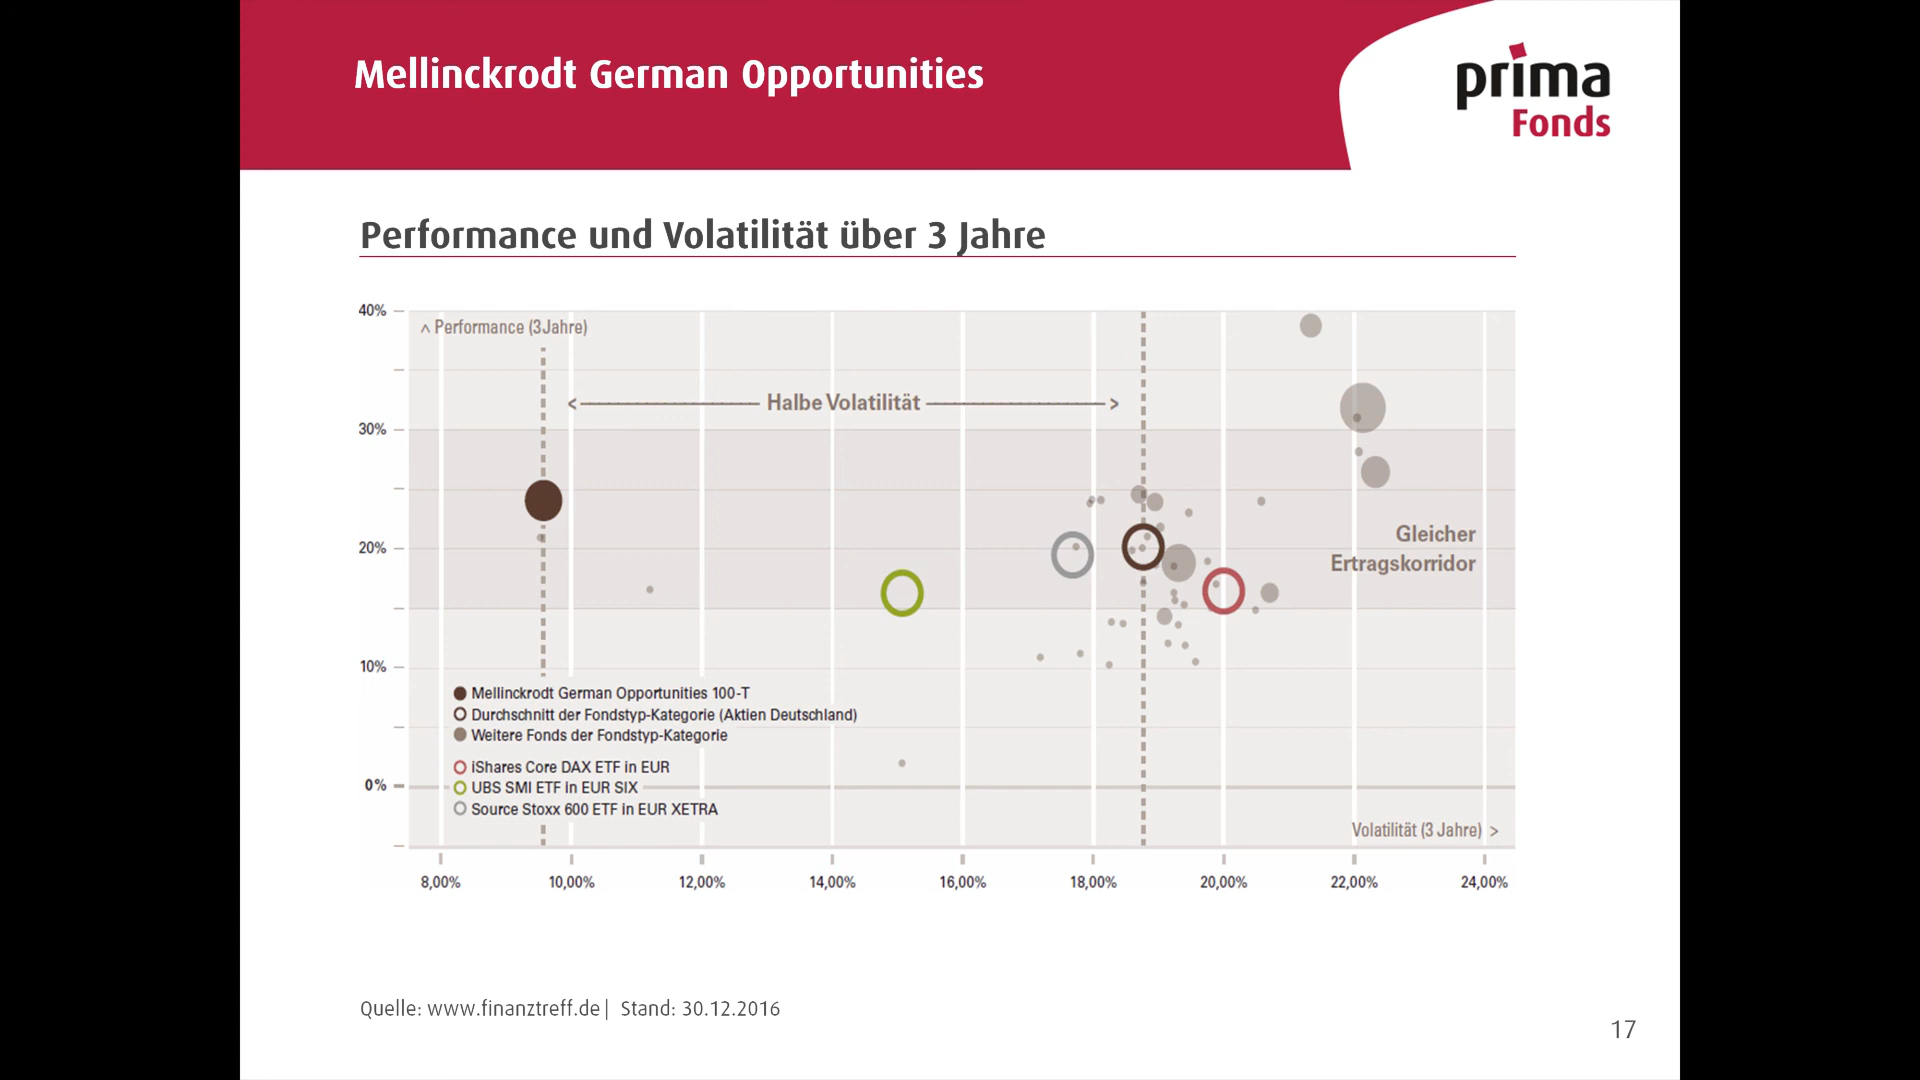 Mellinckrodt German Opportunities
prima
Fonds
Performance und Volatilität über 3 Jahre
40%
^ Performance (3 Jahre)
< Halbe Volatilität >
30%
Gleicher
Ertragskorridor
20%
10%
Mellinckrodt German Opportunities 100-T
Durchschnitt der Fondstyp-Kategorie (Aktien Deutschland)
Weitere Fonds der Fondstyp-Kategorie
iShares Core DAX ETF in EUR
0%
UBS SMI ETF in EUR SIX
Source Stoxx 600 ETF in EUR XETRA
Volatilität (3 Jahre) >
8,00% 10,00% 12,00% 14,00% 16,00% 18,00% 20,00% 22,00% 24,00%
Quelle: www.finanztreff.de | Stand: 30.12.2016
17